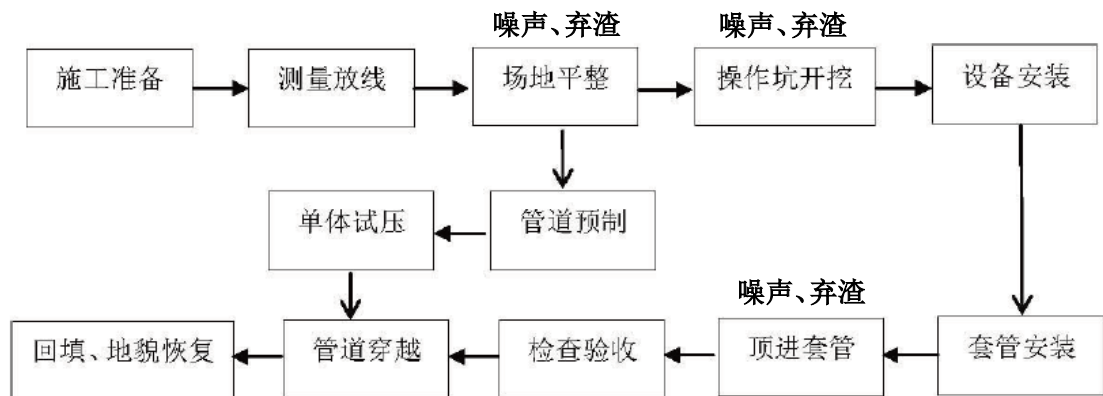 噪声、弃渣
噪声、弃渣
施工准备
测量放线
场地平整
操作坑开挖
设备安装
单体试压
管道预制
噪声、弃渣
回填、地貌恢复
管道穿越
检查验收
顶进套管
套管安装